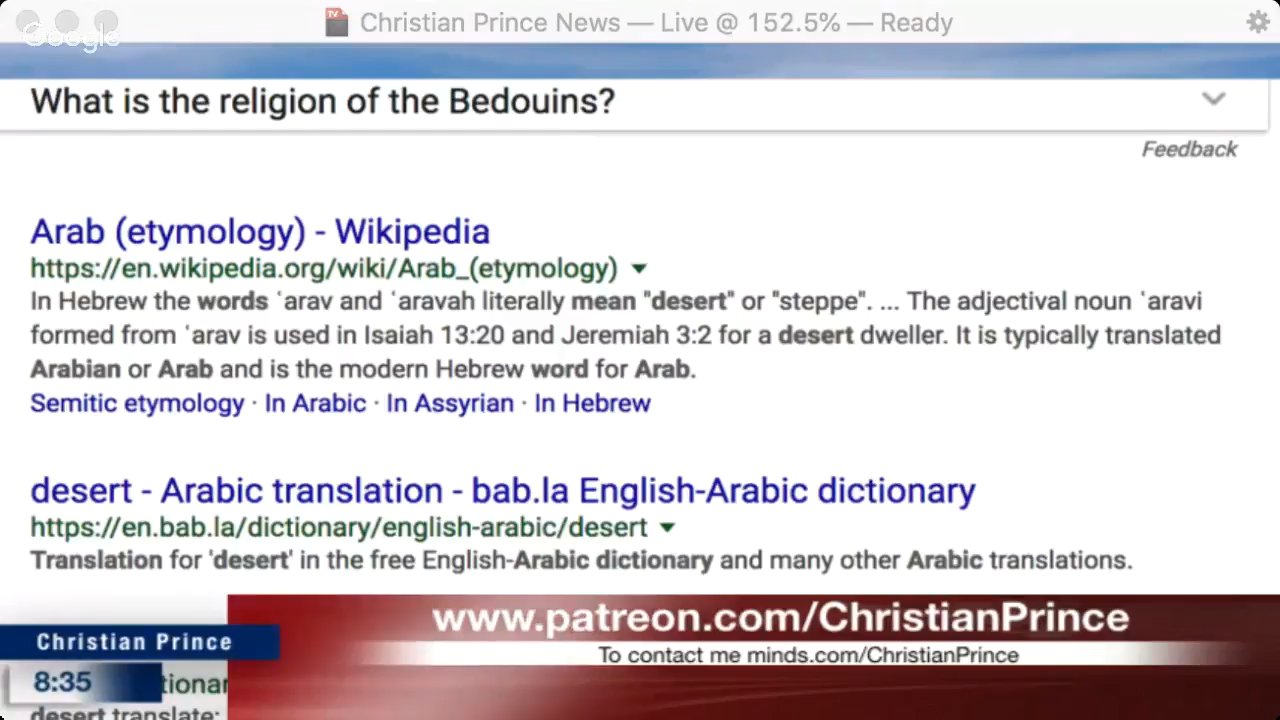 Google
TV
Christian Prince News — Live @ 152.5% — Ready
What is the religion of the Bedouins?
Feedback
Arab (etymology) - Wikipedia
https://en.wikipedia.org/wiki/Arab_(etymology)
In Hebrew the words ʿarav and ʿaravah literally mean "desert" or "steppe". ... The adjectival noun ʿaravi
formed from ʿarav is used in Isaiah 13:20 and Jeremiah 3:2 for a desert dweller. It is typically translated
Arabian or Arab and is the modern Hebrew word for Arab.
Semitic etymology · In Arabic · In Assyrian · In Hebrew
desert - Arabic translation - bab.la English-Arabic dictionary
https://en.bab.la/dictionary/english-arabic/desert
Translation for 'desert' in the free English-Arabic dictionary and many other Arabic translations.
www.patreon.com/ChristianPrince
Christian Prince
To contact me minds.com/ChristianPrince
8:35
tionar
desert translate: